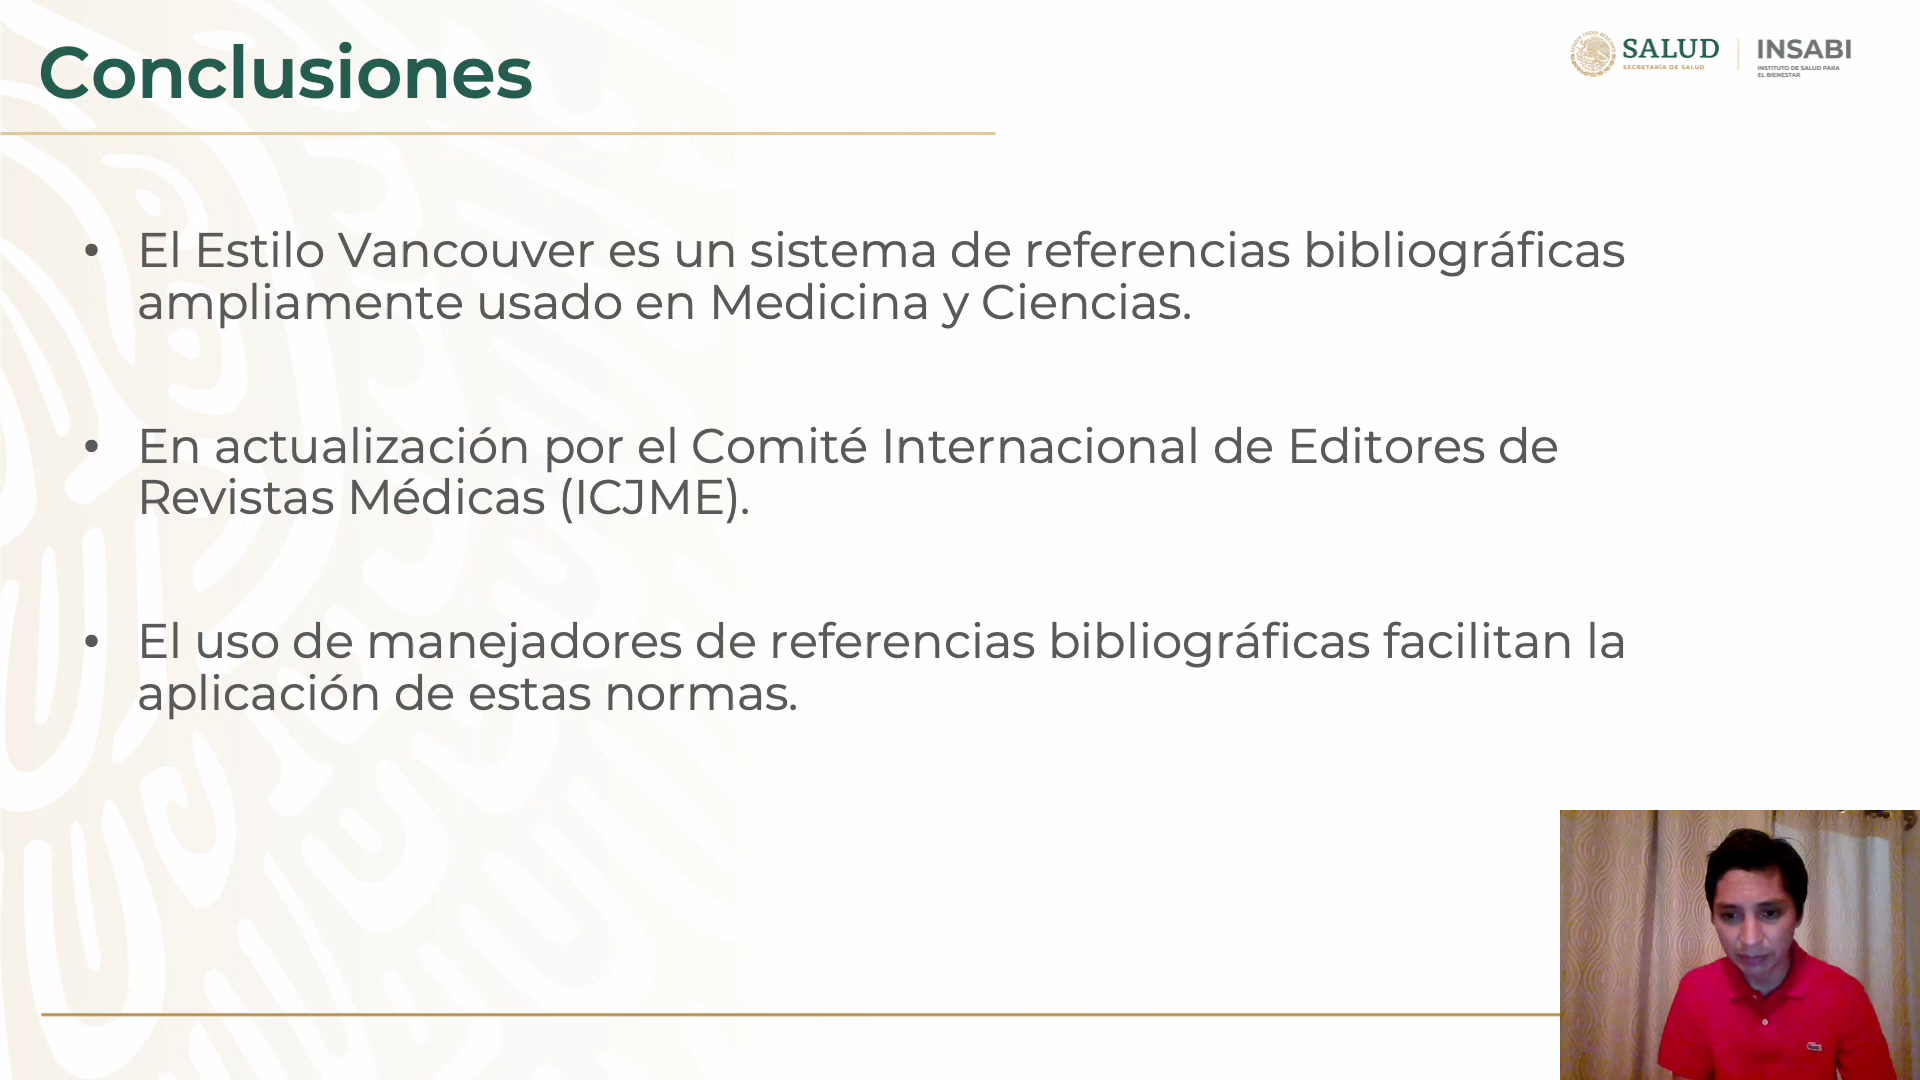 Conclusiones
SALUD
SECRETARÍA DE SALUD
INSABI
INSTITUTO DE SALUD PARA
EL BIENESTAR
• El Estilo Vancouver es un sistema de referencias bibliográficas
ampliamente usado en Medicina y Ciencias.
• En actualización por el Comité Internacional de Editores de
Revistas Médicas (ICJME).
• El uso de manejadores de referencias bibliográficas facilitan la
aplicación de estas normas.